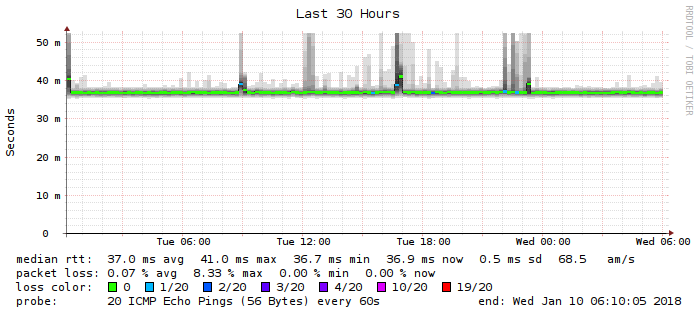 Last 30 Hours
RRDTOOL / TOBI OETIKER
Seconds
50 m
40 m
30 m
20 m
10 m
0
Tue 06:00 Tue 12:00 Tue 18:00 Wed 00:00 Wed 06:00
median rtt: 37.0 ms avg 41.0 ms max 36.7 ms min 36.9 ms now 0.5 ms sd 68.5 am/s
packet loss: 0.07 % avg 8.33 % max 0.00 % min 0.00 % now
loss color: 0 1/20 2/20 3/20 4/20 10/20 19/20
probe: 20 ICMP Echo Pings (56 Bytes) every 60s end: Wed Jan 10 06:10:05 2018